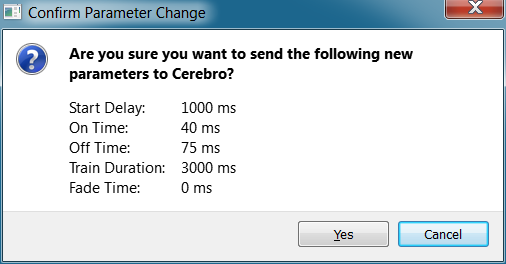 Confirm Parameter Change
Are you sure you want to send the following new
parameters to Cerebro?
Start Delay: 1000 ms
On Time: 40 ms
Off Time: 75 ms
Train Duration: 3000 ms
Fade Time: 0 ms
Yes Cancel